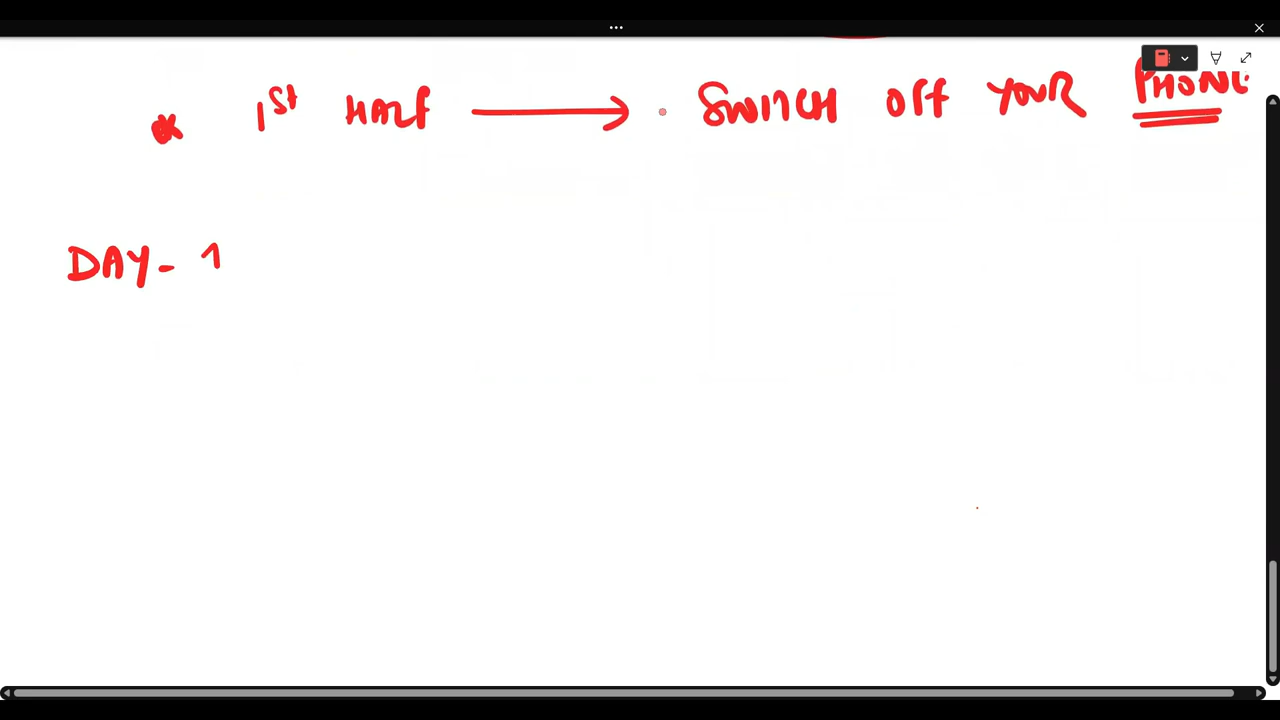 * 1st HALF → SWITCH OFF YOUR PHONE.
DAY- 1